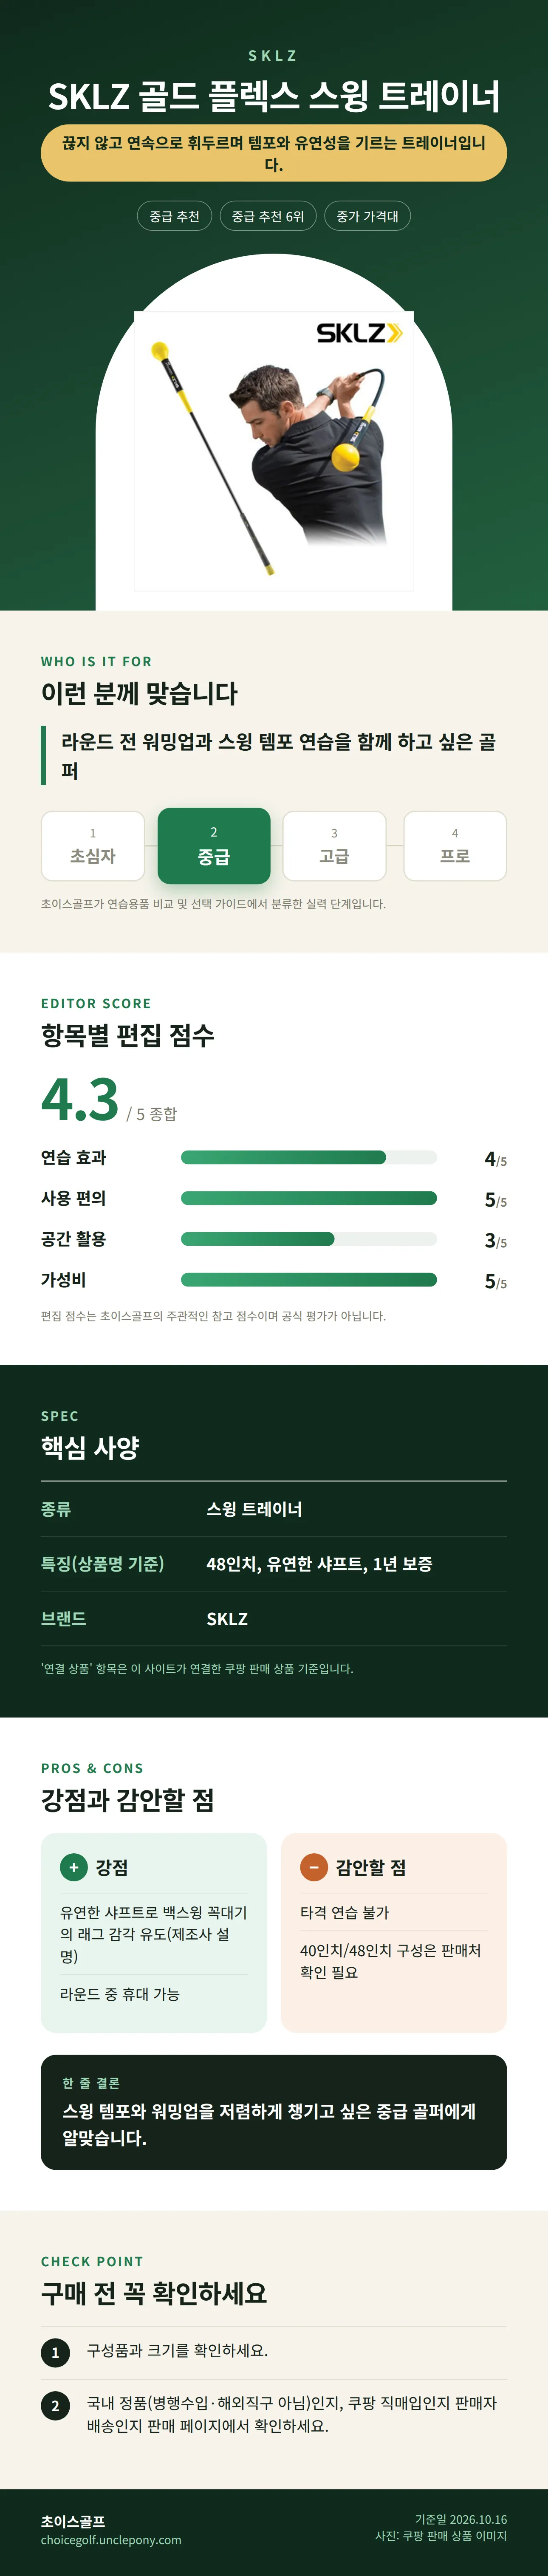 SKLZ
SKLZ 골드 플렉스 스윙 트레이너
끊지 않고 연속으로 휘두르며 템포와 유연성을 기르는 트레이너입니
다.
중급 추천
중급 추천 6위
중가 가격대
SKLZ
WHO IS IT FOR
이런 분께 맞습니다
라운드 전 워밍업과 스윙 템포 연습을 함께 하고 싶은 골
퍼
1
초심자
2
중급
3
고급
4
프로
초이스골프가 연습용품 비교 및 선택 가이드에서 분류한 실력 단계입니다.
EDITOR SCORE
항목별 편집 점수
4.3 / 5 종합
연습 효과 4/5
사용 편의 5/5
공간 활용 3/5
가성비 5/5
편집 점수는 초이스골프의 주관적인 참고 점수이며 공식 평가가 아닙니다.
SPEC
핵심 사양
종류 스윙 트레이너
특징(상품명 기준) 48인치, 유연한 샤프트, 1년 보증
브랜드 SKLZ
'연결 상품' 항목은 이 사이트가 연결한 쿠팡 판매 상품 기준입니다.
PROS & CONS
강점과 감안할 점
+ 강점
유연한 샤프트로 백스윙 꼭대기
의 래그 감각 유도(제조사 설
명)
라운드 중 휴대 가능
− 감안할 점
타격 연습 불가
40인치/48인치 구성은 판매처
확인 필요
한 줄 결론
스윙 템포와 워밍업을 저렴하게 챙기고 싶은 중급 골퍼에게
알맞습니다.
CHECK POINT
구매 전 꼭 확인하세요
1 구성품과 크기를 확인하세요.
2 국내 정품(병행수입·해외직구 아님)인지, 쿠팡 직매입인지 판매자
배송인지 판매 페이지에서 확인하세요.
초이스골프
choicegolf.unclepony.com
기준일 2026.10.16
사진: 쿠팡 판매 상품 이미지